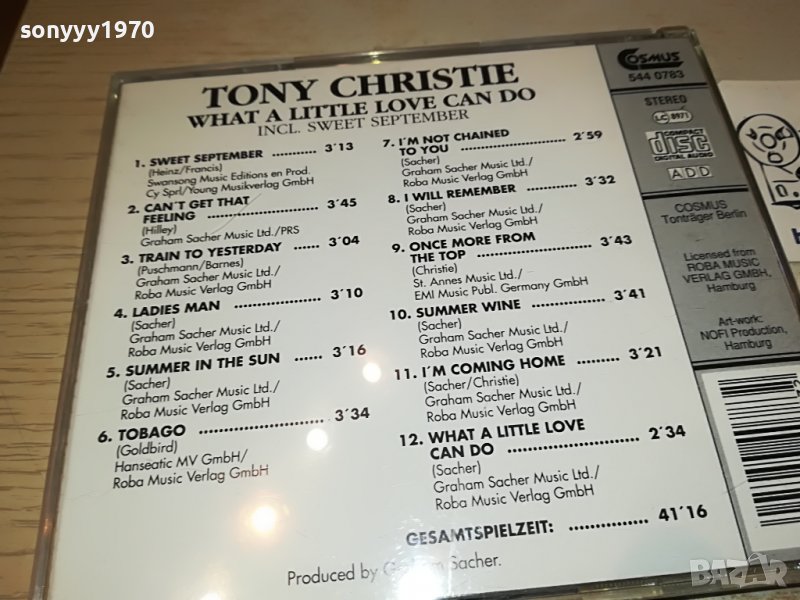 sonyyy1970
TONY CHRISTIE
WHAT A LITTLE LOVE CAN DO
INCL. SWEET SEPTEMBER
1. SWEET SEPTEMBER .......... 3'13
(Heinz/Francis)
Swansong Music Editions en Prod.
Cy Sprl/Young Musikverlag GmbH
2. CAN'T GET THAT
FEELING .................. 3'45
(Hilley)
Graham Sacher Music Ltd./PRS
3. TRAIN TO YESTERDAY ...... 3'04
(Puschmann/Barnes)
Graham Sacher Music Ltd./
Roba Music Verlag GmbH
4. LADIES MAN ................ 3'10
(Sacher)
Graham Sacher Music Ltd./
Roba Music Verlag GmbH
5. SUMMER IN THE SUN ...... 3'16
(Sacher)
Graham Sacher Music Ltd./
Roba Music Verlag GmbH
6. TOBAGO ...................... 3'34
(Goldbird)
Hanseatic MV GmbH/
Roba Music Verlag GmbH
7. I'M NOT CHAINED
TO YOU ...................... 2'59
(Sacher)
Graham Sacher Music Ltd./
Roba Music Verlag GmbH
8. I WILL REMEMBER .......... 3'32
(Sacher)
Graham Sacher Music Ltd./
Roba Music Verlag GmbH
9. ONCE MORE FROM
THE TOP .................... 3'43
(Christie)
St. Annes Music Ltd./
EMI Music Publ. Germany GmbH
10. SUMMER WINE .............. 3'41
(Sacher)
Graham Sacher Music Ltd./
Roba Music Verlag GmbH
11. I'M COMING HOME .......... 3'21
(Sacher/Christie)
Graham Sacher Music Ltd./
Roba Music Verlag GmbH
12. WHAT A LITTLE LOVE
CAN DO ...................... 2'34
(Sacher)
Graham Sacher Music Ltd./
Roba Music Verlag GmbH
GESAMTSPIELZEIT: .............. 41'16
Produced by Graham Sacher.
COSMUS
544 0783
STEREO
LC 8971
COMPACT
disc
DIGITAL AUDIO
ADD
COSMUS
Tonträger Berlin
Licensed from
ROBA MUSIC
VERLAG GMBH,
Hamburg
Art-work:
NOFI Production,
Hamburg
BAZAR.bg